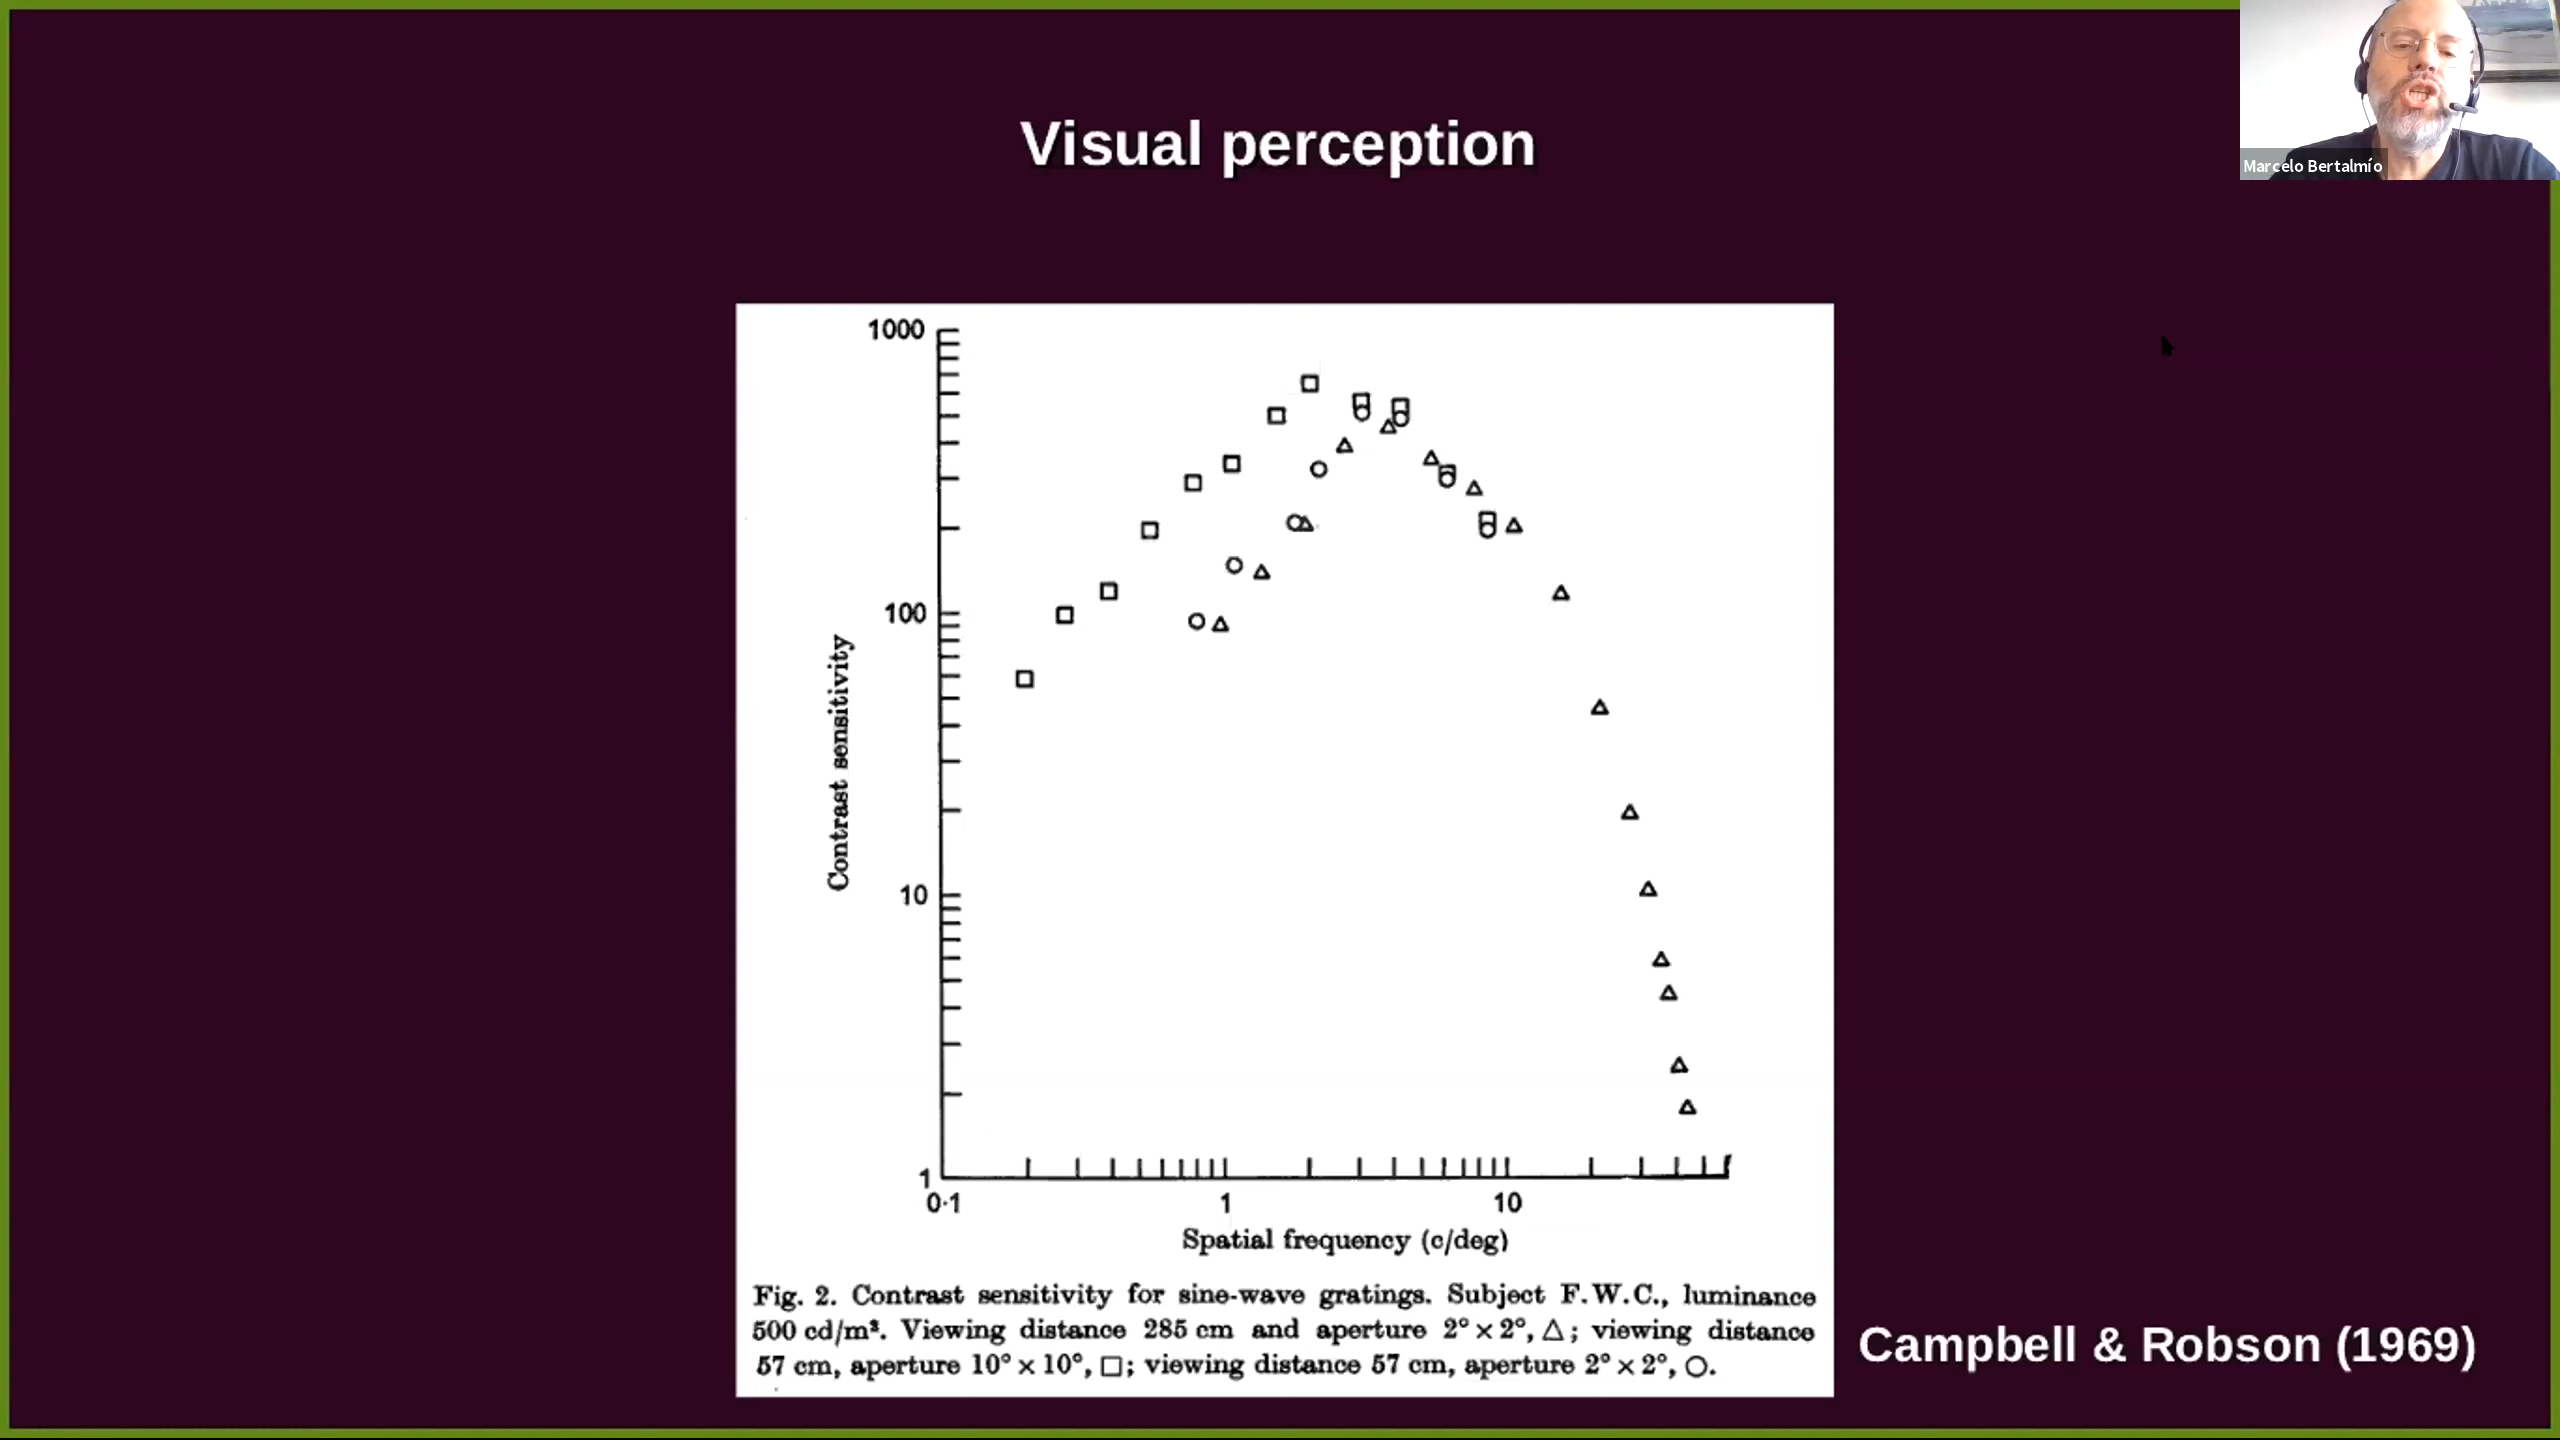 Visual perception
Marcelo Bertalmío
1000
100
10
1
Contrast sensitivity
0·1
1
10
Spatial frequency (c/deg)
Fig. 2. Contrast sensitivity for sine-wave gratings. Subject F.W.C., luminance
500 cd/m². Viewing distance 285 cm and aperture 2° × 2°, △; viewing distance
57 cm, aperture 10° × 10°, □; viewing distance 57 cm, aperture 2° × 2°, ○.
Campbell & Robson (1969)